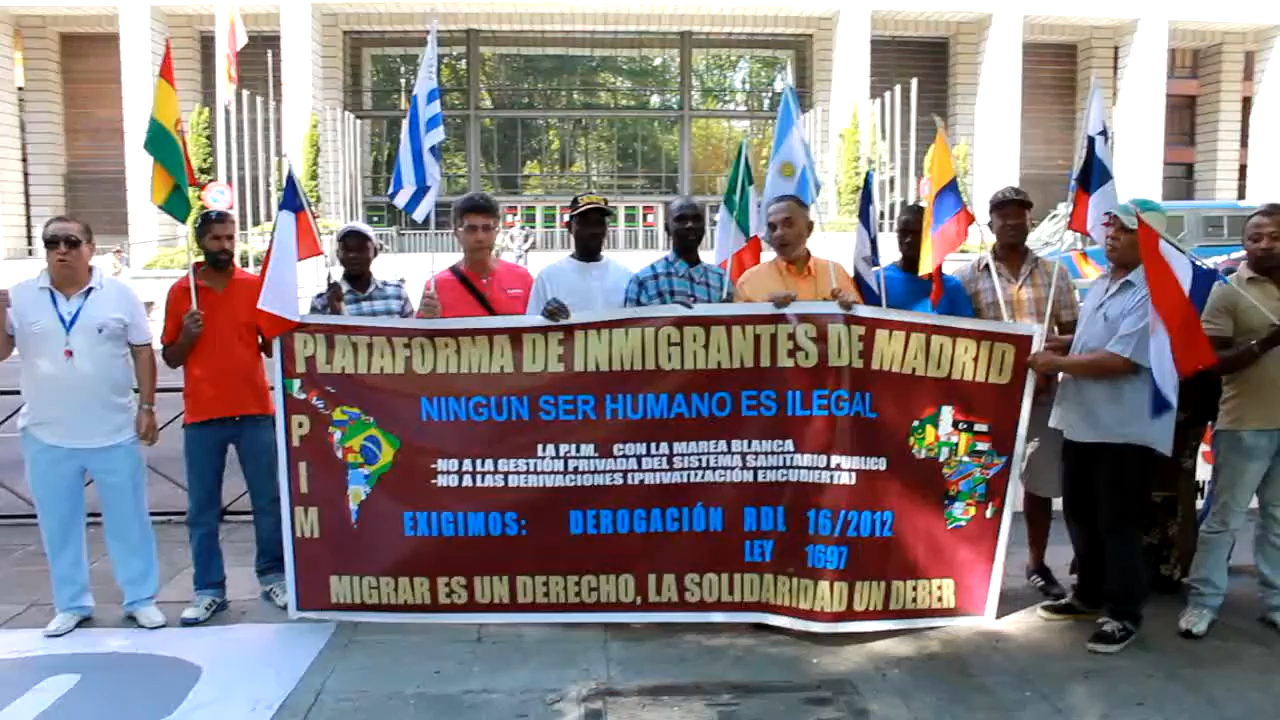 PLATAFORMA DE INMIGRANTES DE MADRID
NINGUN SER HUMANO ES ILEGAL
PIM
LA P.I.M. CON LA MAREA BLANCA
-NO A LA GESTIÓN PRIVADA DEL SISTEMA SANITARIO PUBLICO
-NO A LAS DERIVACIONES (PRIVATIZACIÓN ENCUBIERTA)
EXIGIMOS: DEROGACIÓN RDL 16/2012
LEY 1697
MIGRAR ES UN DERECHO, LA SOLIDARIDAD UN DEBER